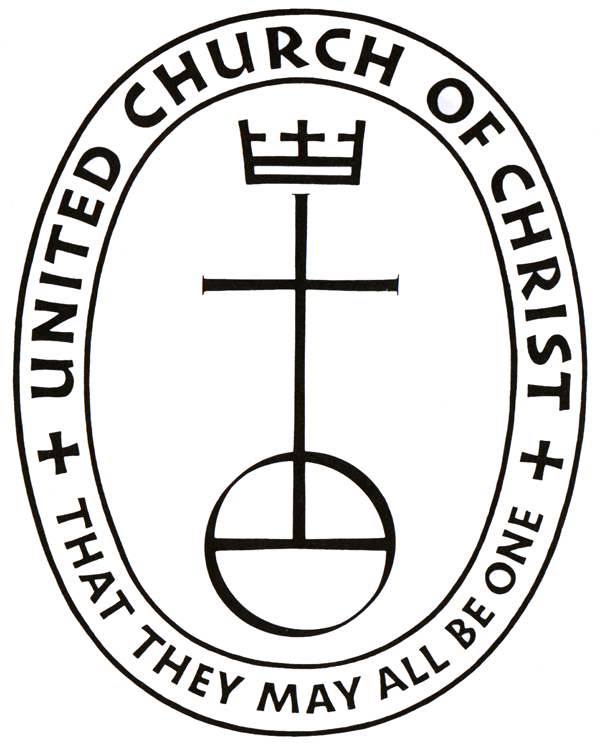 UNITED CHURCH OF CHRIST
THAT THEY MAY ALL BE ONE